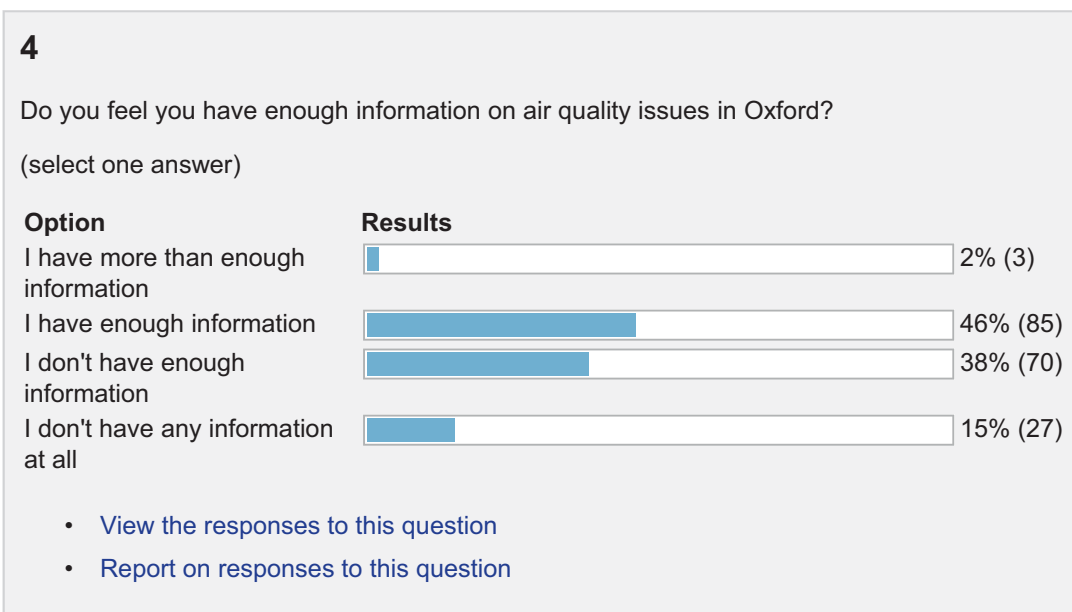 4
Do you feel you have enough information on air quality issues in Oxford?
(select one answer)
Option Results
I have more than enough
information
2% (3)
I have enough information 46% (85)
I don't have enough
information
38% (70)
I don't have any information
at all
15% (27)
• View the responses to this question
• Report on responses to this question